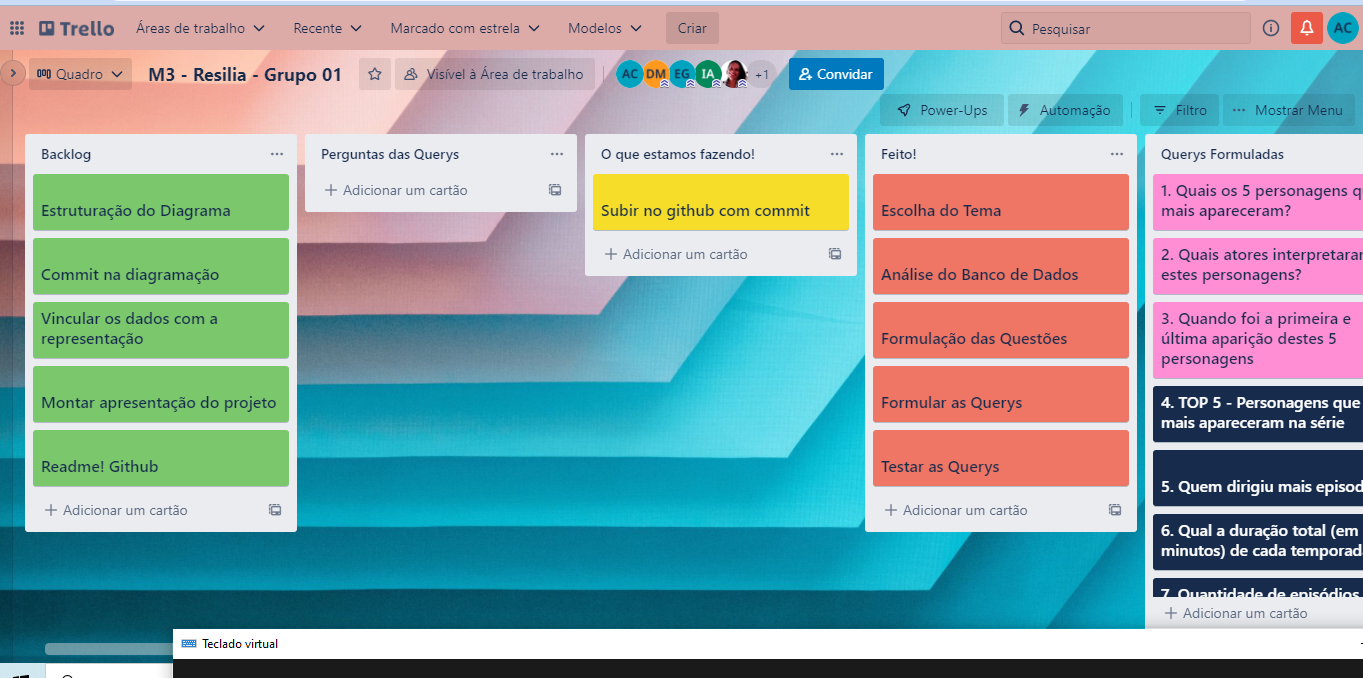 Trello
Áreas de trabalho
Recente
Marcado com estrela
Modelos
Criar
Pesquisar
AC
Quadro
M3 - Resilia - Grupo 01
Visível à Área de trabalho
AC DM EG IA +1
Convidar
Power-Ups
Automação
Filtro
Mostrar Menu
Backlog
Estruturação do Diagrama
Commit na diagramação
Vincular os dados com a
representação
Montar apresentação do projeto
Readme! Github
+ Adicionar um cartão
Perguntas das Querys
+ Adicionar um cartão
O que estamos fazendo!
Subir no github com commit
+ Adicionar um cartão
Feito!
Escolha do Tema
Análise do Banco de Dados
Formulação das Questões
Formular as Querys
Testar as Querys
+ Adicionar um cartão
Querys Formuladas
1. Quais os 5 personagens q
mais apareceram?
2. Quais atores interpretarar
estes personagens?
3. Quando foi a primeira e
última aparição destes 5
personagens
4. TOP 5 - Personagens que
mais apareceram na série
5. Quem dirigiu mais episod
6. Qual a duração total (em
minutos) de cada temporad
7. Quantidade de episódios
+ Adicionar um cartão
Teclado virtual